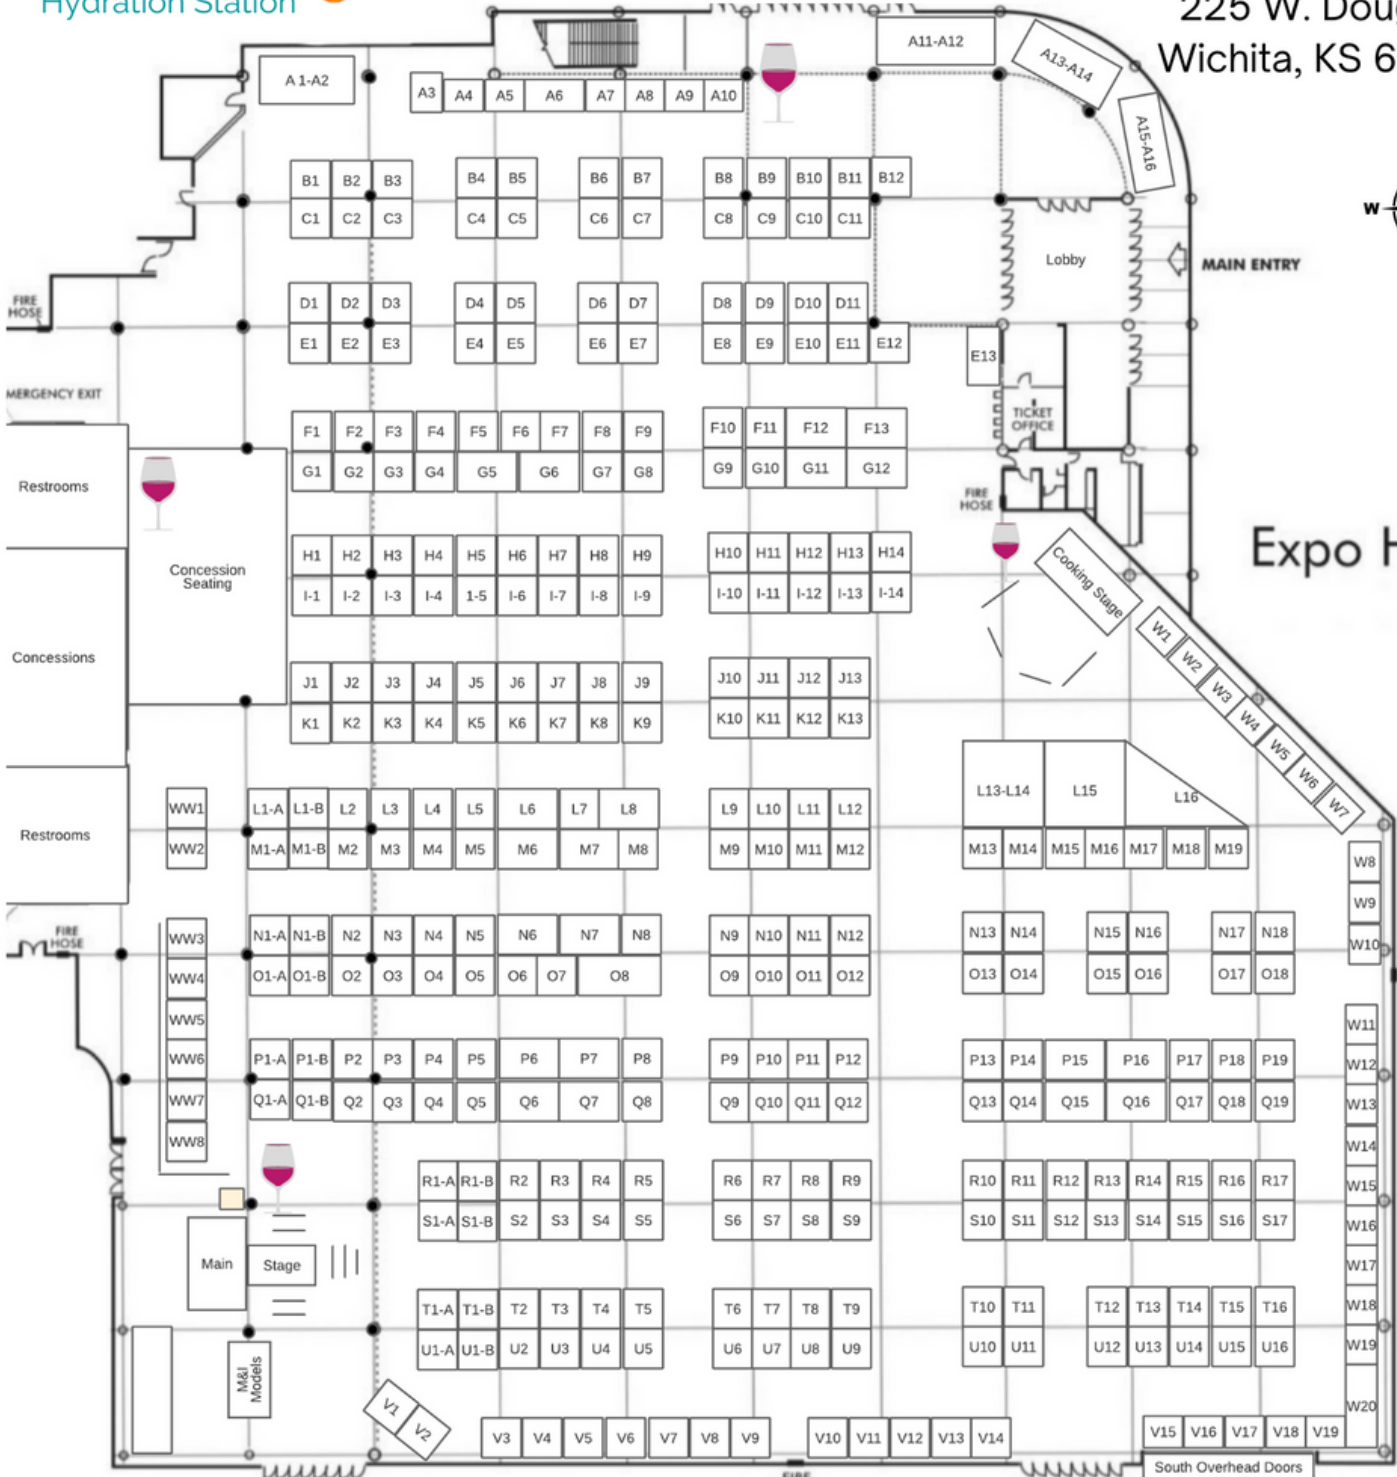 Hydration Station
225 W. Dou
Wichita, KS 6
A 1-A2
A3 A4 A5 A6 A7 A8 A9 A10
A11-A12
A13-A14
A15-A16
B1 B2 B3 B4 B5 B6 B7 B8 B9 B10 B11 B12
C1 C2 C3 C4 C5 C6 C7 C8 C9 C10 C11
W
Lobby
MAIN ENTRY
FIRE
HOSE
D1 D2 D3 D4 D5 D6 D7 D8 D9 D10 D11
E1 E2 E3 E4 E5 E6 E7 E8 E9 E10 E11 E12 E13
MERGENCY EXIT
TICKET
OFFICE
F1 F2 F3 F4 F5 F6 F7 F8 F9 F10 F11 F12 F13
G1 G2 G3 G4 G5 G6 G7 G8 G9 G10 G11 G12
Restrooms
FIRE
HOSE
Expo H
H1 H2 H3 H4 H5 H6 H7 H8 H9 H10 H11 H12 H13 H14
I-1 I-2 I-3 I-4 1-5 I-6 I-7 I-8 I-9 I-10 I-11 I-12 I-13 I-14
Concession
Seating
Cooking Stage
W1
W2
W3
W4
W5
W6
W7
Concessions
J1 J2 J3 J4 J5 J6 J7 J8 J9 J10 J11 J12 J13
K1 K2 K3 K4 K5 K6 K7 K8 K9 K10 K11 K12 K13
L13-L14 L15 L16
WW1 L1-A L1-B L2 L3 L4 L5 L6 L7 L8 L9 L10 L11 L12
Restrooms
WW2 M1-A M1-B M2 M3 M4 M5 M6 M7 M8 M9 M10 M11 M12 M13 M14 M15 M16 M17 M18 M19
W8
W9
W10
FIRE
HOSE
WW3 N1-A N1-B N2 N3 N4 N5 N6 N7 N8 N9 N10 N11 N12 N13 N14 N15 N16 N17 N18
WW4 O1-A O1-B O2 O3 O4 O5 O6 O7 O8 O9 O10 O11 O12 O13 O14 O15 O16 O17 O18
WW5
W11
WW6 P1-A P1-B P2 P3 P4 P5 P6 P7 P8 P9 P10 P11 P12 P13 P14 P15 P16 P17 P18 P19 W12
WW7 Q1-A Q1-B Q2 Q3 Q4 Q5 Q6 Q7 Q8 Q9 Q10 Q11 Q12 Q13 Q14 Q15 Q16 Q17 Q18 Q19 W13
WW8
W14
R1-A R1-B R2 R3 R4 R5 R6 R7 R8 R9 R10 R11 R12 R13 R14 R15 R16 R17 W15
S1-A S1-B S2 S3 S4 S5 S6 S7 S8 S9 S10 S11 S12 S13 S14 S15 S16 S17 W16
Main Stage
W17
T1-A T1-B T2 T3 T4 T5 T6 T7 T8 T9 T10 T11 T12 T13 T14 T15 T16 W18
U1-A U1-B U2 U3 U4 U5 U6 U7 U8 U9 U10 U11 U12 U13 U14 U15 U16 W19
M&I
Models
V1
V2
W20
V3 V4 V5 V6 V7 V8 V9 V10 V11 V12 V13 V14 V15 V16 V17 V18 V19
South Overhead Doors
FIRE